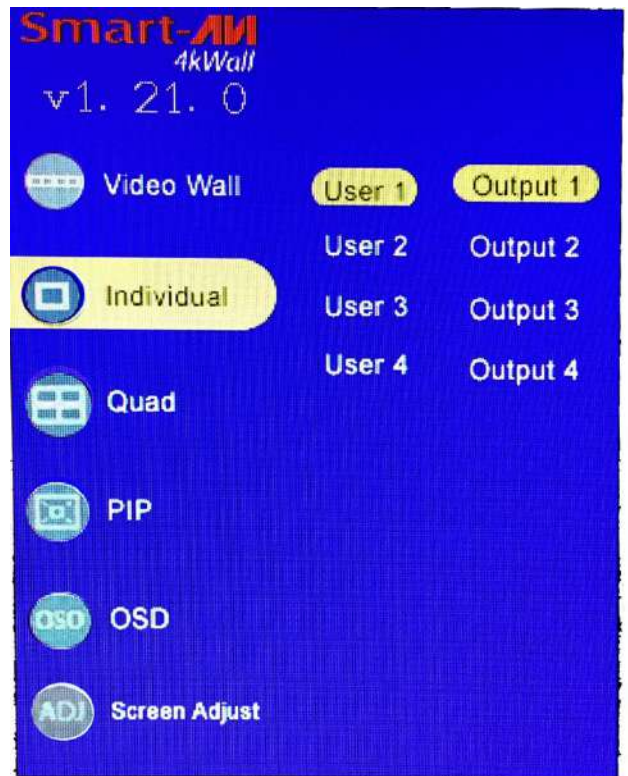 Smart-AVI
4kWall
v1. 21. 0
Video Wall
User 1
Output 1
User 2
Output 2
Individual
User 3
Output 3
User 4
Output 4
Quad
PIP
OSD
OSD
ADJ
Screen Adjust